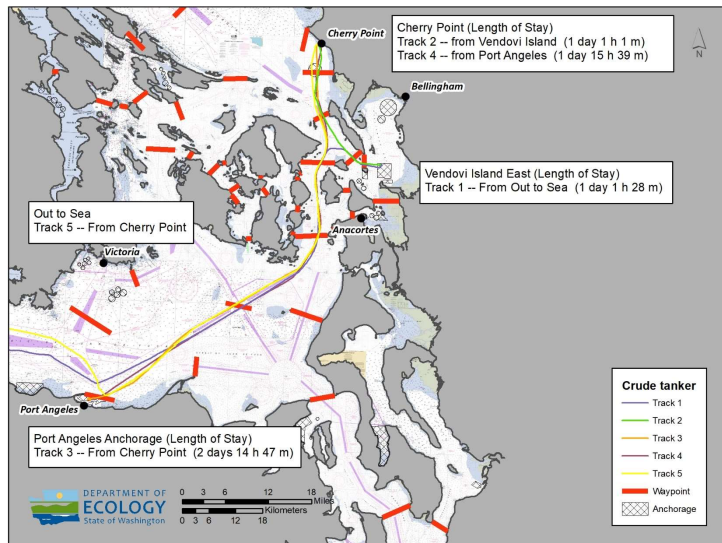 Cherry Point
Cherry Point (Length of Stay)
Track 2 -- from Vendovi Island (1 day 1 h 1 m)
Track 4 -- from Port Angeles (1 day 15 h 39 m)
N
Bellingham
Vendovi Island East (Length of Stay)
Track 1 -- From Out to Sea (1 day 1 h 28 m)
Out to Sea
Track 5 -- From Cherry Point
Anacortes
Victoria
Port Angeles
Port Angeles Anchorage (Length of Stay)
Track 3 -- From Cherry Point (2 days 14 h 47 m)
Crude tanker
Track 1
Track 2
Track 3
Track 4
Track 5
Waypoint
Anchorage
DEPARTMENT OF
ECOLOGY
State of Washington
0 3 6 12 18
Miles
Kilometers
0 3 6 12 18